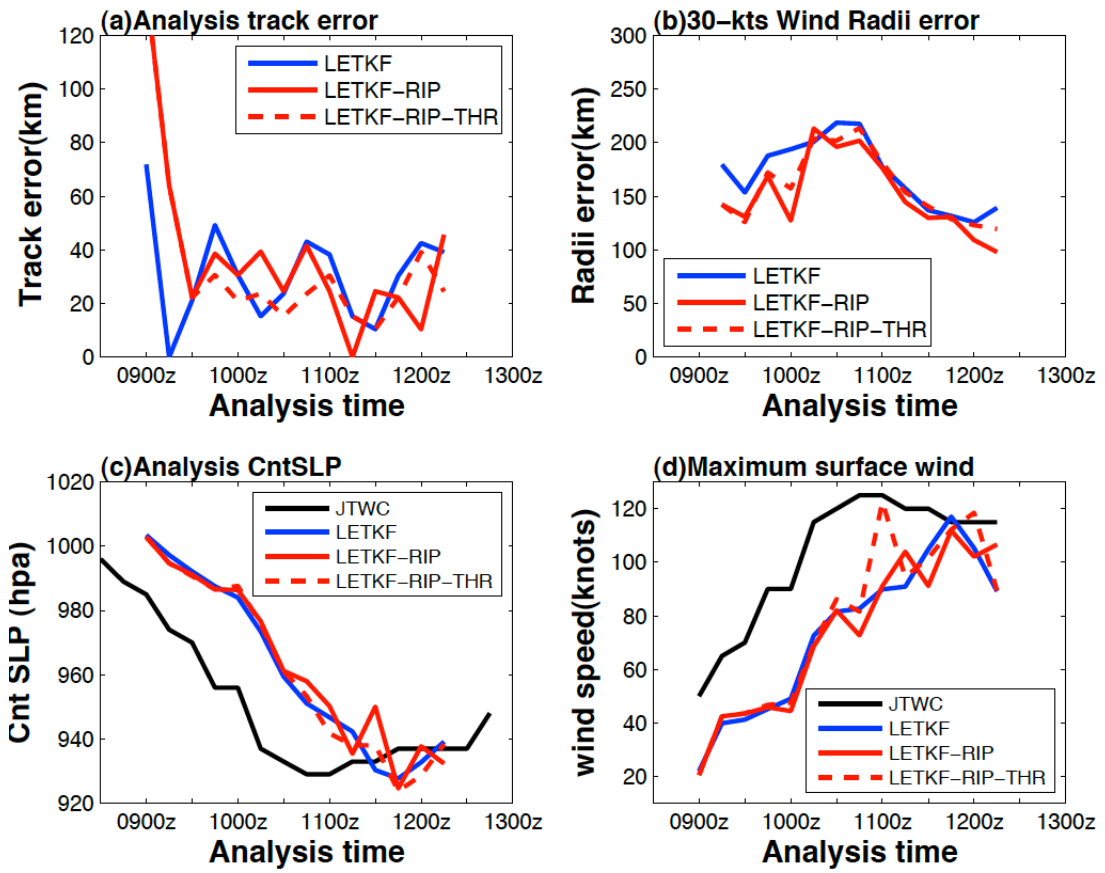 (a)Analysis track error
120
100
80
60
40
20
0
Track error(km)
LETKF
LETKF-RIP
LETKF-RIP-THR
0900z 1000z 1100z 1200z 1300z
Analysis time
(b)30-kts Wind Radii error
300
250
200
150
100
50
0
Radii error(km)
LETKF
LETKF-RIP
LETKF-RIP-THR
0900z 1000z 1100z 1200z 1300z
Analysis time
(c)Analysis CntSLP
1020
1000
980
960
940
920
Cnt SLP (hpa)
JTWC
LETKF
LETKF-RIP
LETKF-RIP-THR
0900z 1000z 1100z 1200z 1300z
Analysis time
(d)Maximum surface wind
120
100
80
60
40
20
wind speed(knots)
JTWC
LETKF
LETKF-RIP
LETKF-RIP-THR
0900z 1000z 1100z 1200z 1300z
Analysis time